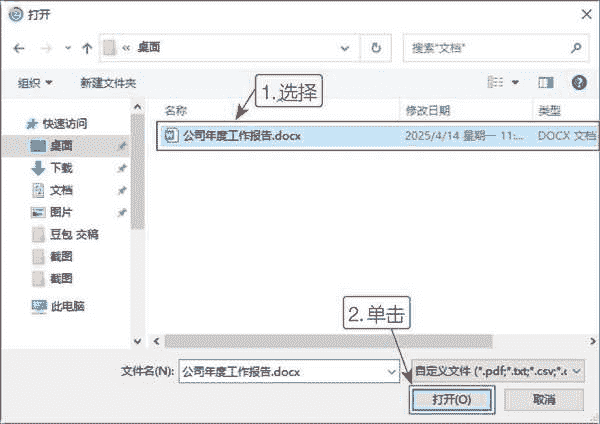 打开
« 桌面
搜索"文档"
组织
新建文件夹
1.选择
名称
修改日期
类型
快速访问
公司年度工作报告.docx
2025/4/14 星期一 11:...
DOCX 文档
桌面
下载
文档
图片
豆包 交稿
截图
截图
此电脑
2.单击
文件名(N):
公司年度工作报告.docx
自定义文件 (*.pdf;*.txt;*.csv;*.c
打开(O)
取消